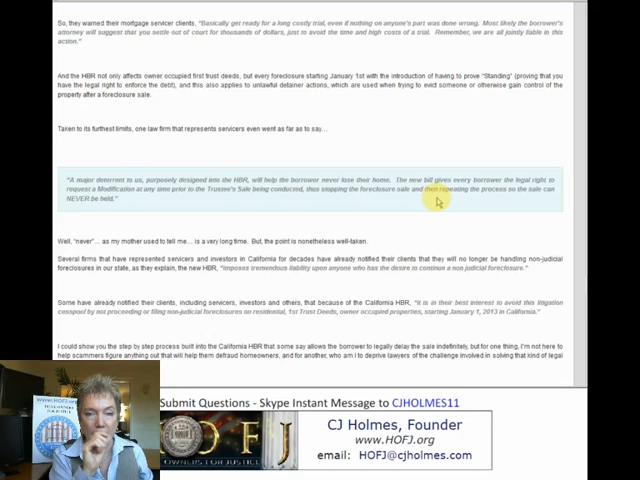 So, they warned their mortgage servicer clients, "Basically get ready for a long costly trial, even if nothing on anyone's part was done wrong. Most likely the borrower's
attorney will suggest that you settle out of court for thousands of dollars, just to avoid the time and high costs of a trial. Remember, we are all jointly liable in this
action."
And the HBR not only affects owner occupied first trust deeds, but every foreclosure starting January 1st with the introduction of having to prove "Standing" (proving that you
have the legal right to enforce the debt), and this also applies to unlawful detainer actions, which are used when trying to evict someone or otherwise gain control of the
property after a foreclosure sale.
Taken to its furthest limits, one law firm that represents servicers even went as far as to say...
"A major deterrent to us, purposely designed into the HBR, will help the borrower never lose their home. The new bill gives every borrower the legal right to
request a Modification at any time prior to the Trustee's Sale being conducted, thus stopping the foreclosure sale and then repeating the process so the sale can
NEVER be held."
Well, "never"... as my mother used to tell me... is a very long time. But, the point is nonetheless well-taken.
Several firms that have represented servicers and investors in California for decades have already notified their clients that they will no longer be handling non-judicial
foreclosures in our state, as they explain, the new HBR, "imposes tremendous liability upon anyone who has the desire to continue a non judicial foreclosure."
Some have already notified their clients, including servicers, investors and others, that because of the California HBR, "it is in their best interest to avoid this litigation
cesspool by not proceeding or filing non-judicial foreclosures on residential, 1st Trust Deeds, owner occupied properties, starting January 1, 2013 in California."
I could show you the step by step process built into the California HBR that some say allows the borrower to legally delay the sale indefinitely, but for one thing, I'm not here to
help scammers figure anything out that will help them defraud homeowners, and for another, who am I to deprive lawyers of the challenge involved in solving that kind of legal
Submit Questions - Skype Instant Message to CJHOLMES11
www.HOFJ.org
HOFJ
OWNERS FOR JUSTICE
CJ Holmes, Founder
www.HOFJ.org
email: HOFJ@cjholmes.com